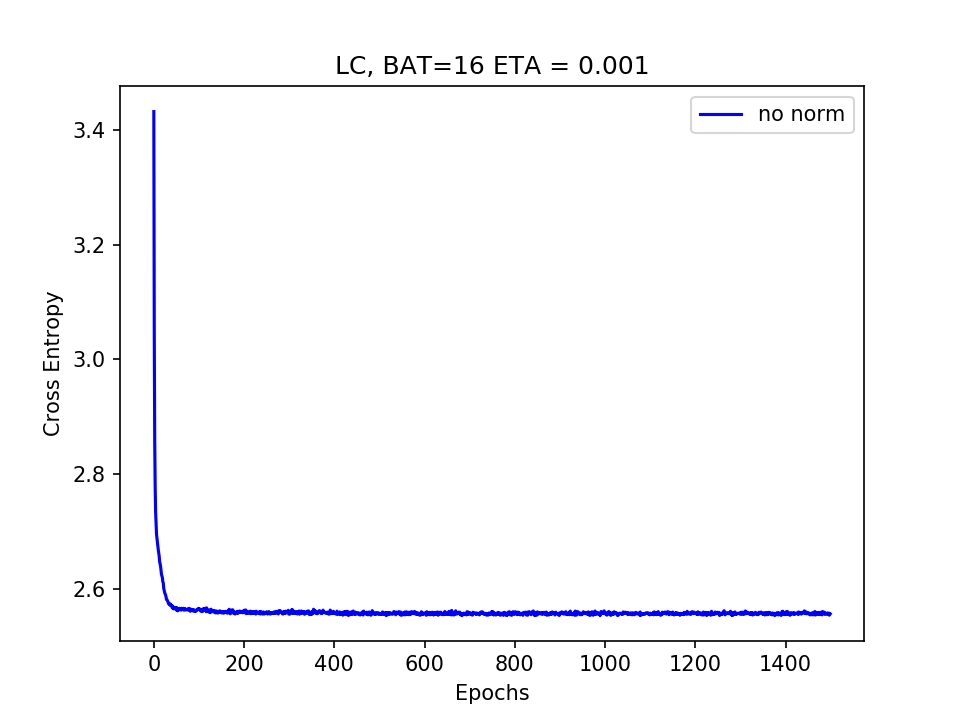 LC, BAT=16 ETA = 0.001
no norm
3.4
3.2
3.0
2.8
2.6
Cross Entropy
0 200 400 600 800 1000 1200 1400
Epochs